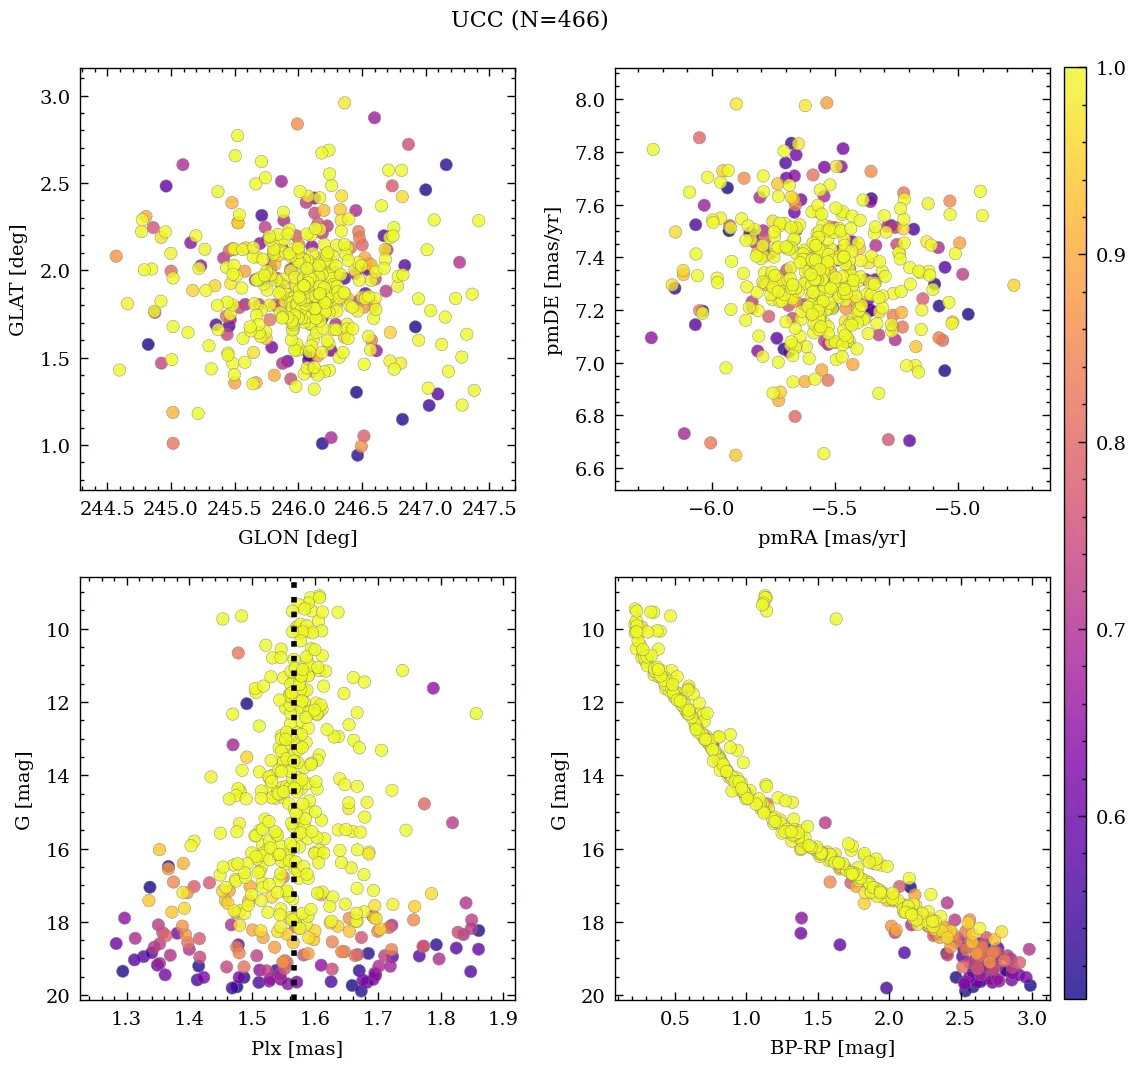 UCC (N=466)
3.0
2.5
2.0
1.5
1.0
GLAT [deg]
244.5 245.0 245.5 246.0 246.5 247.0 247.5
GLON [deg]
8.0
7.8
7.6
7.4
7.2
7.0
6.8
6.6
pmDE [mas/yr]
−6.0 −5.5 −5.0
pmRA [mas/yr]
1.0
0.9
0.8
0.7
0.6
10
12
14
16
18
20
G [mag]
1.3 1.4 1.5 1.6 1.7 1.8 1.9
Plx [mas]
10
12
14
16
18
20
G [mag]
0.5 1.0 1.5 2.0 2.5 3.0
BP-RP [mag]